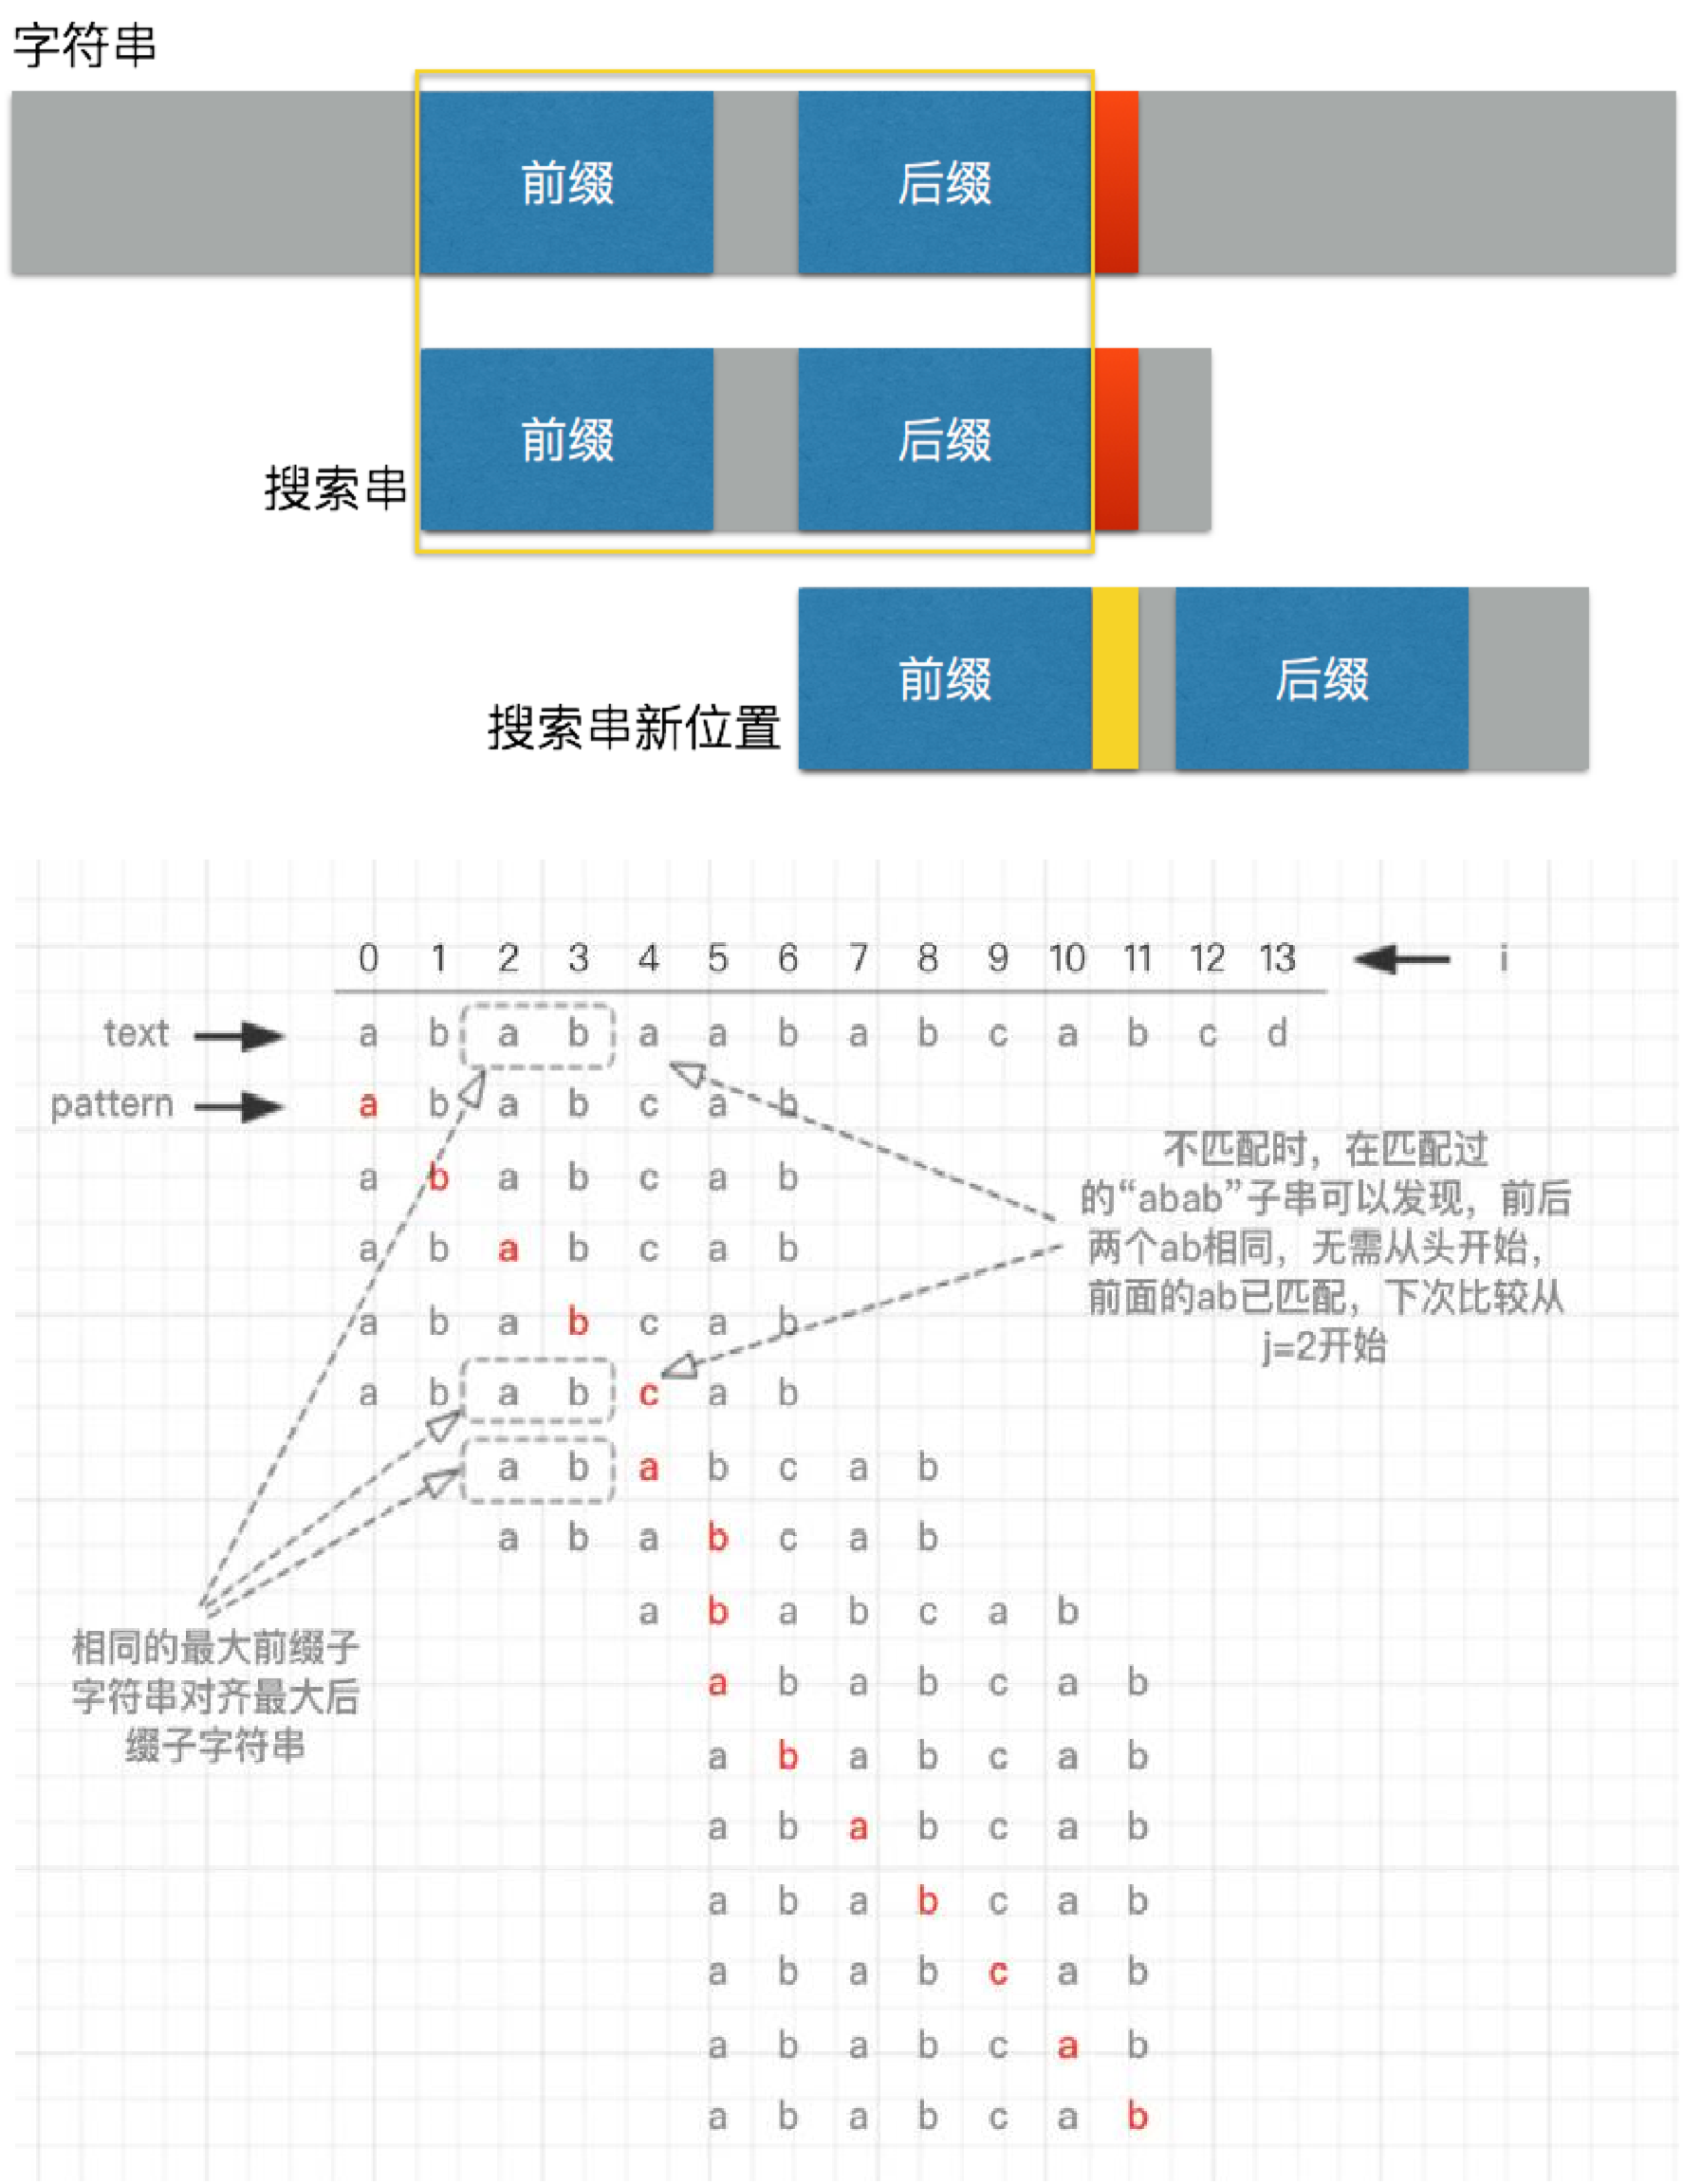 字符串
前缀 后缀
前缀 后缀
搜索串
前缀 后缀
搜索串新位置
0 1 2 3 4 5 6 7 8 9 10 11 12 13 i
text a b a b a a b a b c a b c d
pattern a b a b c a b
a b a b c a b
a b a b c a b
a b a b c a b
a b a b c a b
a b a b c a b
a b a b c a b
a b a b c a b
a b a b c a b
a b a b c a b
a b a b c a b
a b a b c a b
a b a b c a b
a b a b c a b
a b a b c a b
不匹配时，在匹配过
的“abab”子串可以发现，前后
两个ab相同，无需从头开始，
前面的ab已匹配，下次比较从
j=2开始
相同的最大前缀子
字符串对齐最大后
缀子字符串